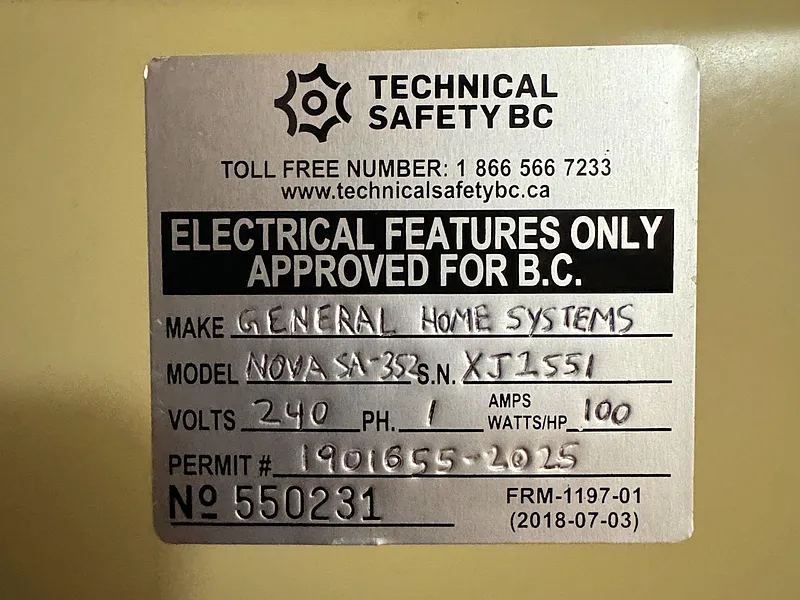 TECHNICAL
SAFETY BC
TOLL FREE NUMBER: 1 866 566 7233
www.technicalsafetybc.ca
ELECTRICAL FEATURES ONLY
APPROVED FOR B.C.
MAKE GENERAL HOME SYSTEMS
MODEL NOVA SA-352 S.N. XJ1551
VOLTS 240 PH. 1 AMPS WATTS/HP 100
PERMIT # 1901655-2025
Nº 550231
FRM-1197-01
(2018-07-03)